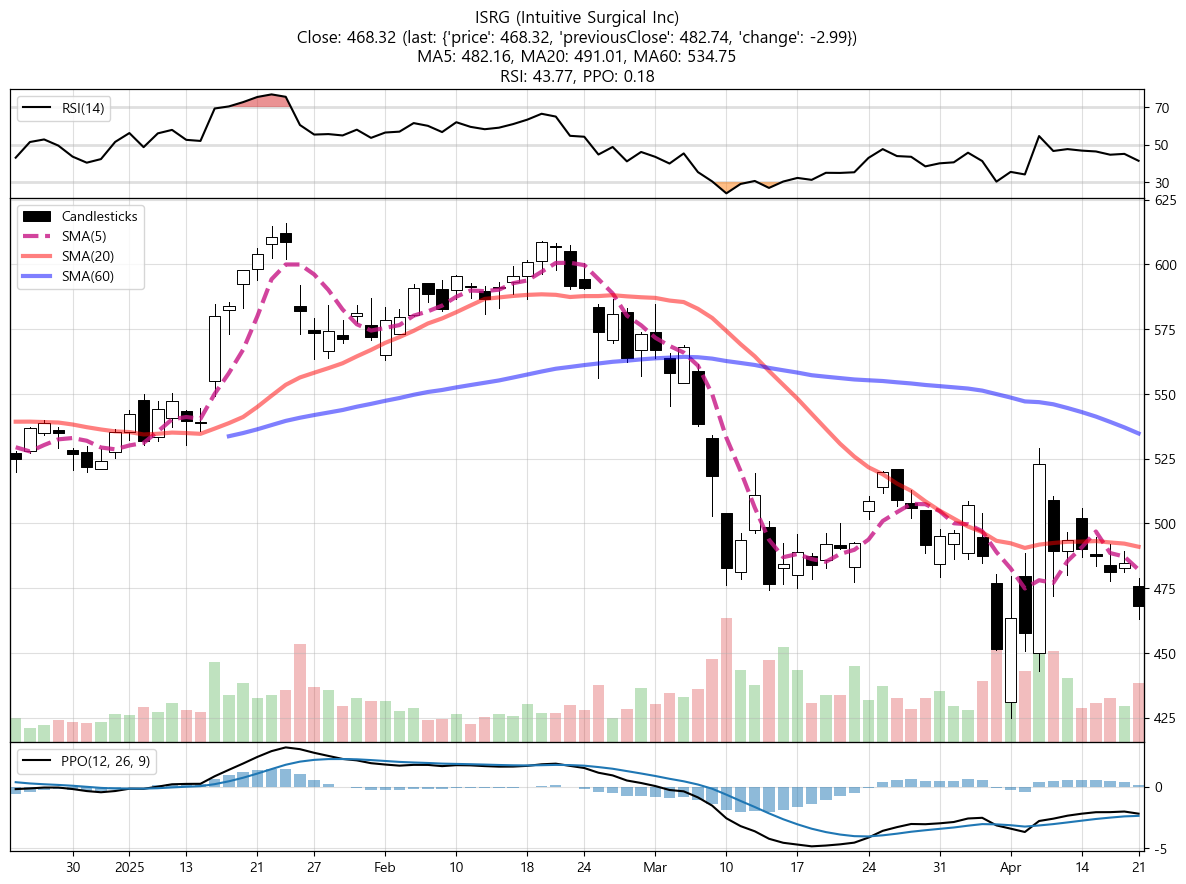 ISRG (Intuitive Surgical Inc)
Close: 468.32 (last: {'price': 468.32, 'previousClose': 482.74, 'change': -2.99})
MA5: 482.16, MA20: 491.01, MA60: 534.75
RSI: 43.77, PPO: 0.18
RSI(14)
70
50
30
Candlesticks
SMA(5)
SMA(20)
SMA(60)
625
600
575
550
525
500
475
450
425
PPO(12, 26, 9)
0
-5
30 2025 13 21 27 Feb 10 18 24 Mar 10 17 24 31 Apr 14 21